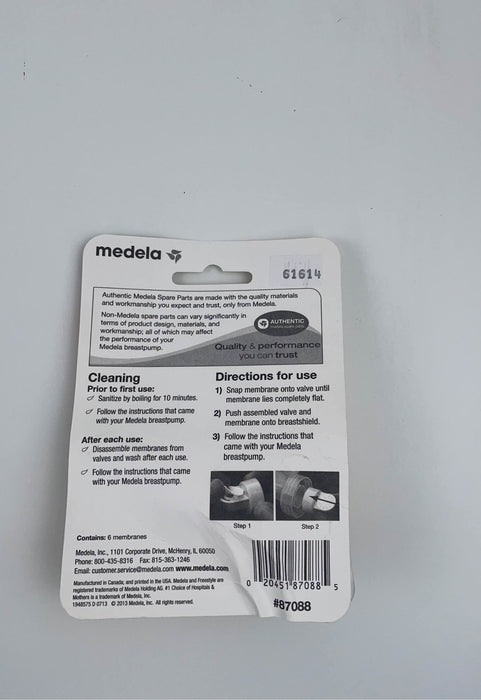 medela
61614
Authentic Medela Spare Parts are made with the quality materials
and workmanship you expect and trust, only from Medela.
Non-Medela spare parts can vary significantly in
terms of product design, materials, and
workmanship; all of which may affect
the performance of your
Medela breastpump.
AUTHENTIC
Quality & performance
you can trust
Cleaning
Prior to first use:
Sanitize by boiling for 10 minutes.
Follow the instructions that came
with your Medela breastpump.
After each use:
Disassemble membranes from
valves and wash after each use.
Follow the instructions that came
with your Medela breastpump.
Directions for use
1) Snap membrane onto valve until
membrane lies completely flat.
2) Push assembled valve and
membrane onto breastshield.
3) Follow the instructions that
came with your Medela
breastpump.
Step 1
Step 2
Contains: 6 membranes
Medela, Inc., 1101 Corporate Drive, McHenry, IL 60050
Phone: 800-435-8316 Fax: 815-363-1246
Email: customer.service@medela.com www.medela.com
Manufactured in Canada; and printed in the USA. Medela and Freestyle are
registered trademarks of Medela Holding AG. #1 Choice of Hospitals &
Mothers is a trademark of Medela, Inc.
1948575 D 0713 © 2013 Medela, Inc. All rights reserved.
0 20451 87088 5
#87088